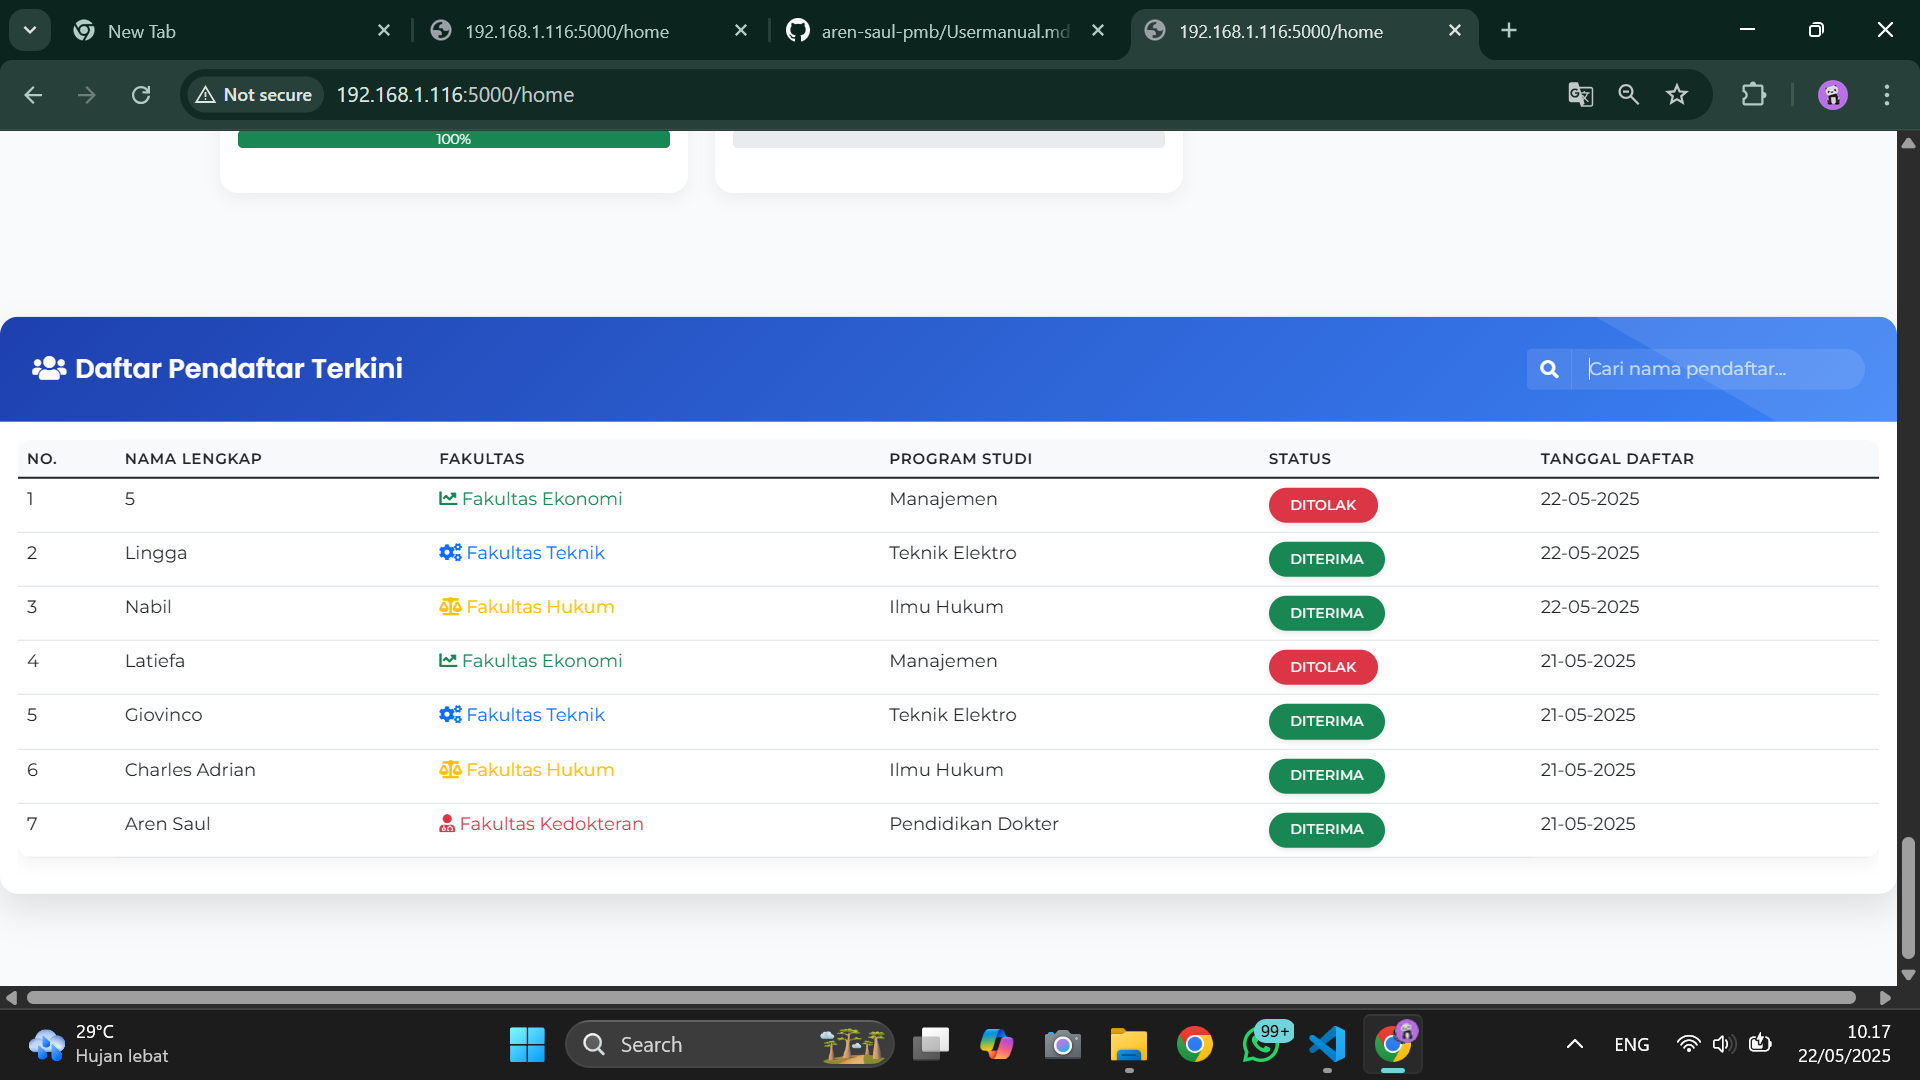 New Tab
192.168.1.116:5000/home
aren-saul-pmb/Usermanual.md
192.168.1.116:5000/home
Not secure
192.168.1.116:5000/home
100%
Daftar Pendaftar Terkini
Cari nama pendaftar...
NO. NAMA LENGKAP FAKULTAS PROGRAM STUDI STATUS TANGGAL DAFTAR
1 5 Fakultas Ekonomi Manajemen DITOLAK 22-05-2025
2 Lingga Fakultas Teknik Teknik Elektro DITERIMA 22-05-2025
3 Nabil Fakultas Hukum Ilmu Hukum DITERIMA 22-05-2025
4 Latiefa Fakultas Ekonomi Manajemen DITOLAK 21-05-2025
5 Giovinco Fakultas Teknik Teknik Elektro DITERIMA 21-05-2025
6 Charles Adrian Fakultas Hukum Ilmu Hukum DITERIMA 21-05-2025
7 Aren Saul Fakultas Kedokteran Pendidikan Dokter DITERIMA 21-05-2025
29°C
Hujan lebat
Search
99+
ENG
10.17
22/05/2025